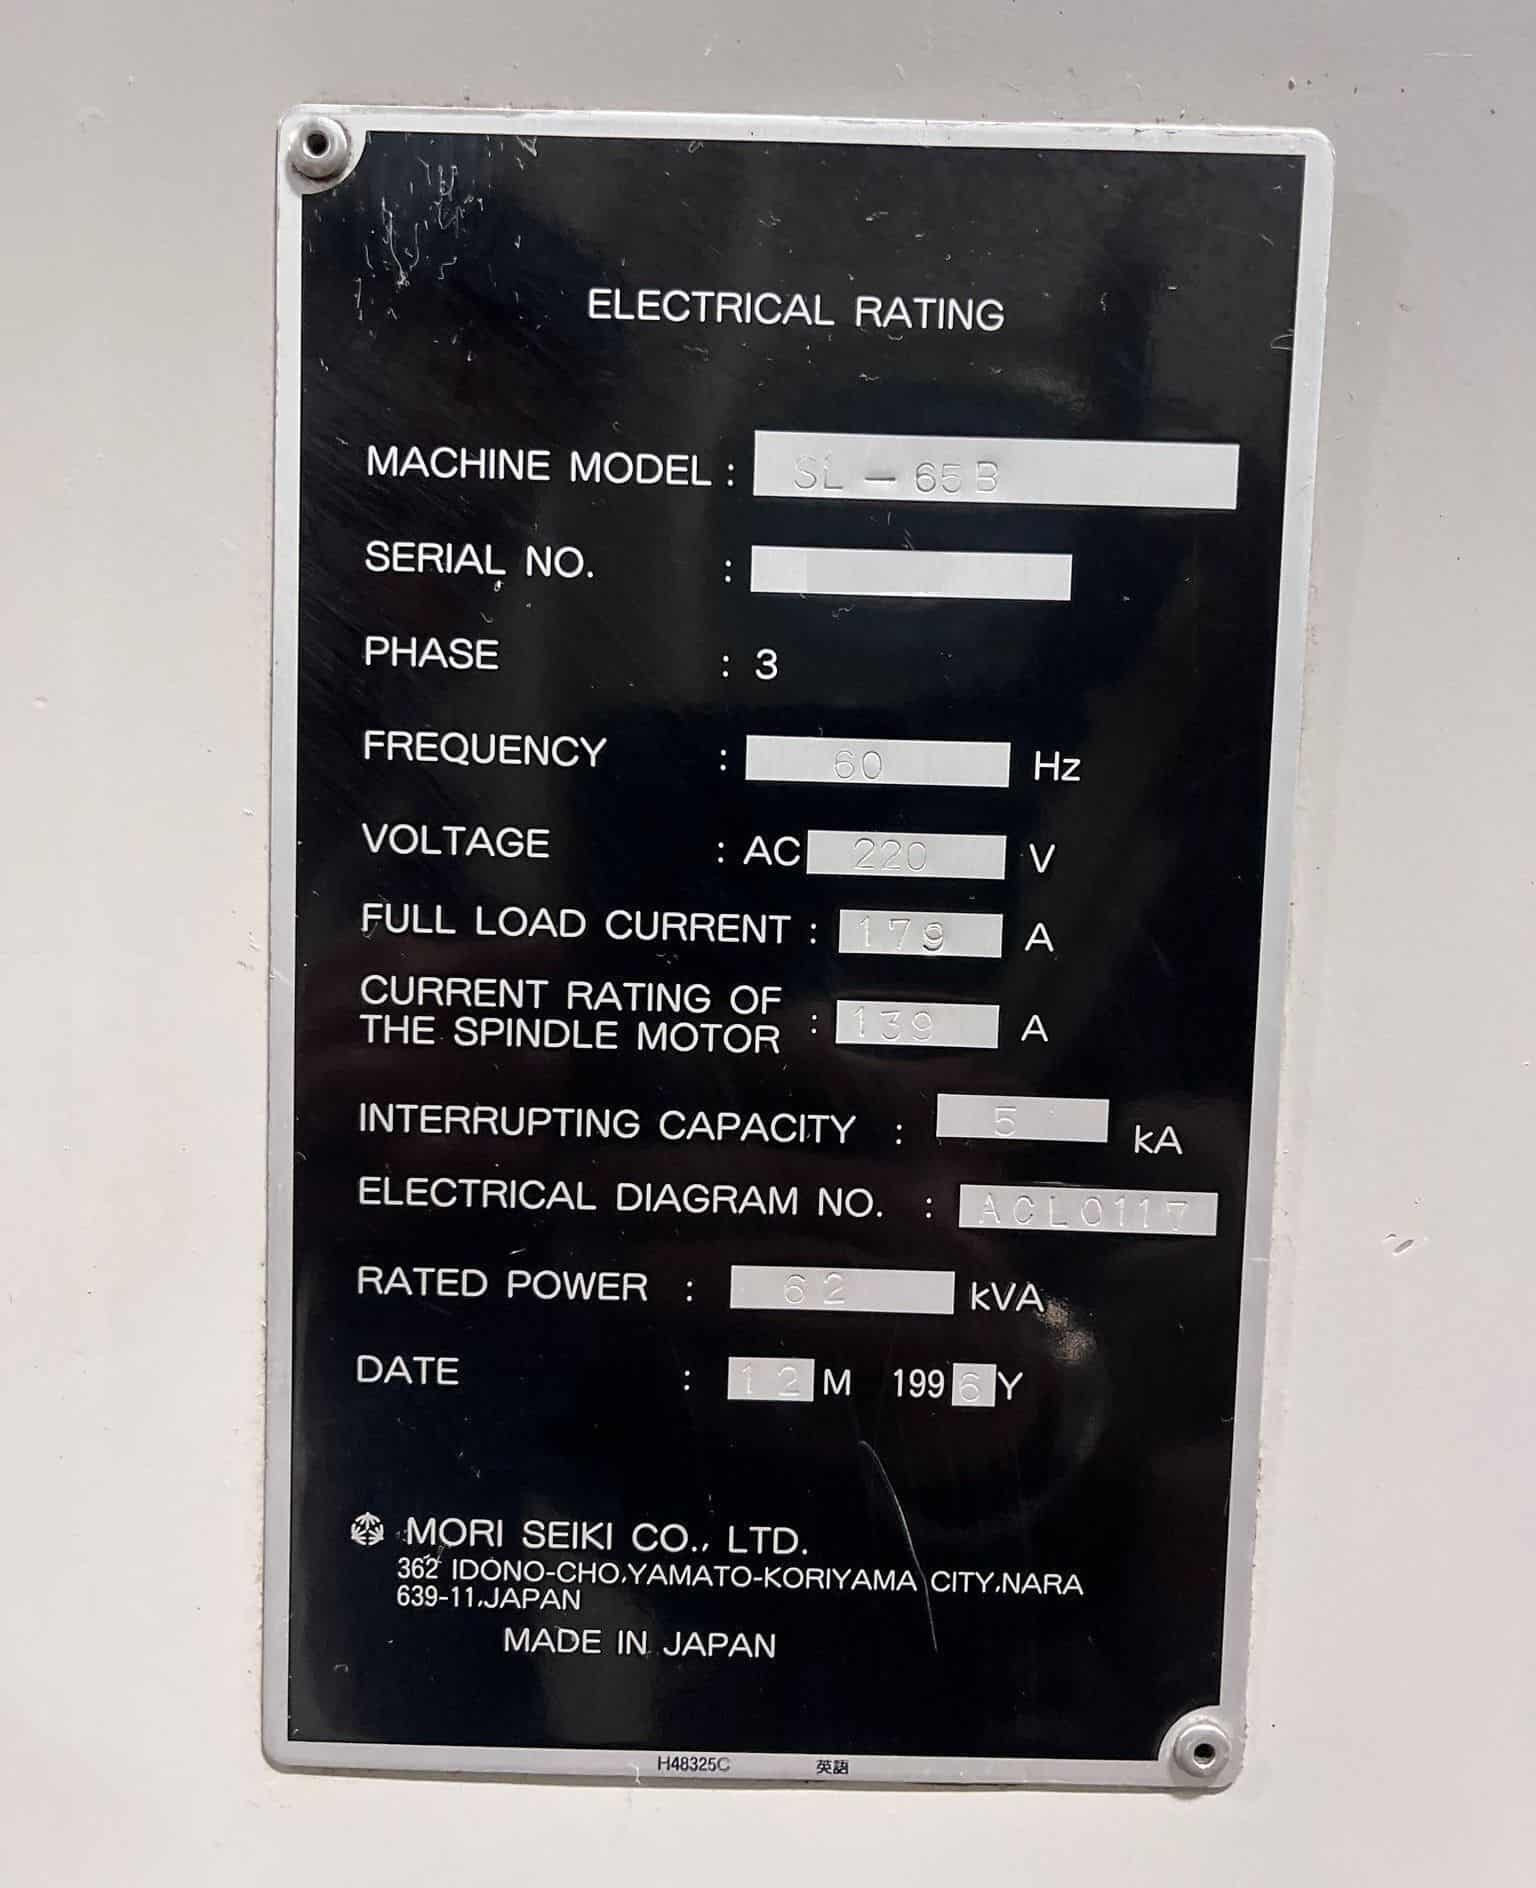 ELECTRICAL RATING
MACHINE MODEL : SL - 65B
SERIAL NO. :
PHASE : 3
FREQUENCY : 60 Hz
VOLTAGE : AC 220 V
FULL LOAD CURRENT : 179 A
CURRENT RATING OF
THE SPINDLE MOTOR : 139 A
INTERRUPTING CAPACITY : 5 kA
ELECTRICAL DIAGRAM NO. : ACL0117
RATED POWER : 62 kVA
DATE : 12 M 1996Y
MORI SEIKI CO., LTD.
362 IDONO-CHO,YAMATO-KORIYAMA CITY,NARA
639-11,JAPAN
MADE IN JAPAN
H48325C 英語